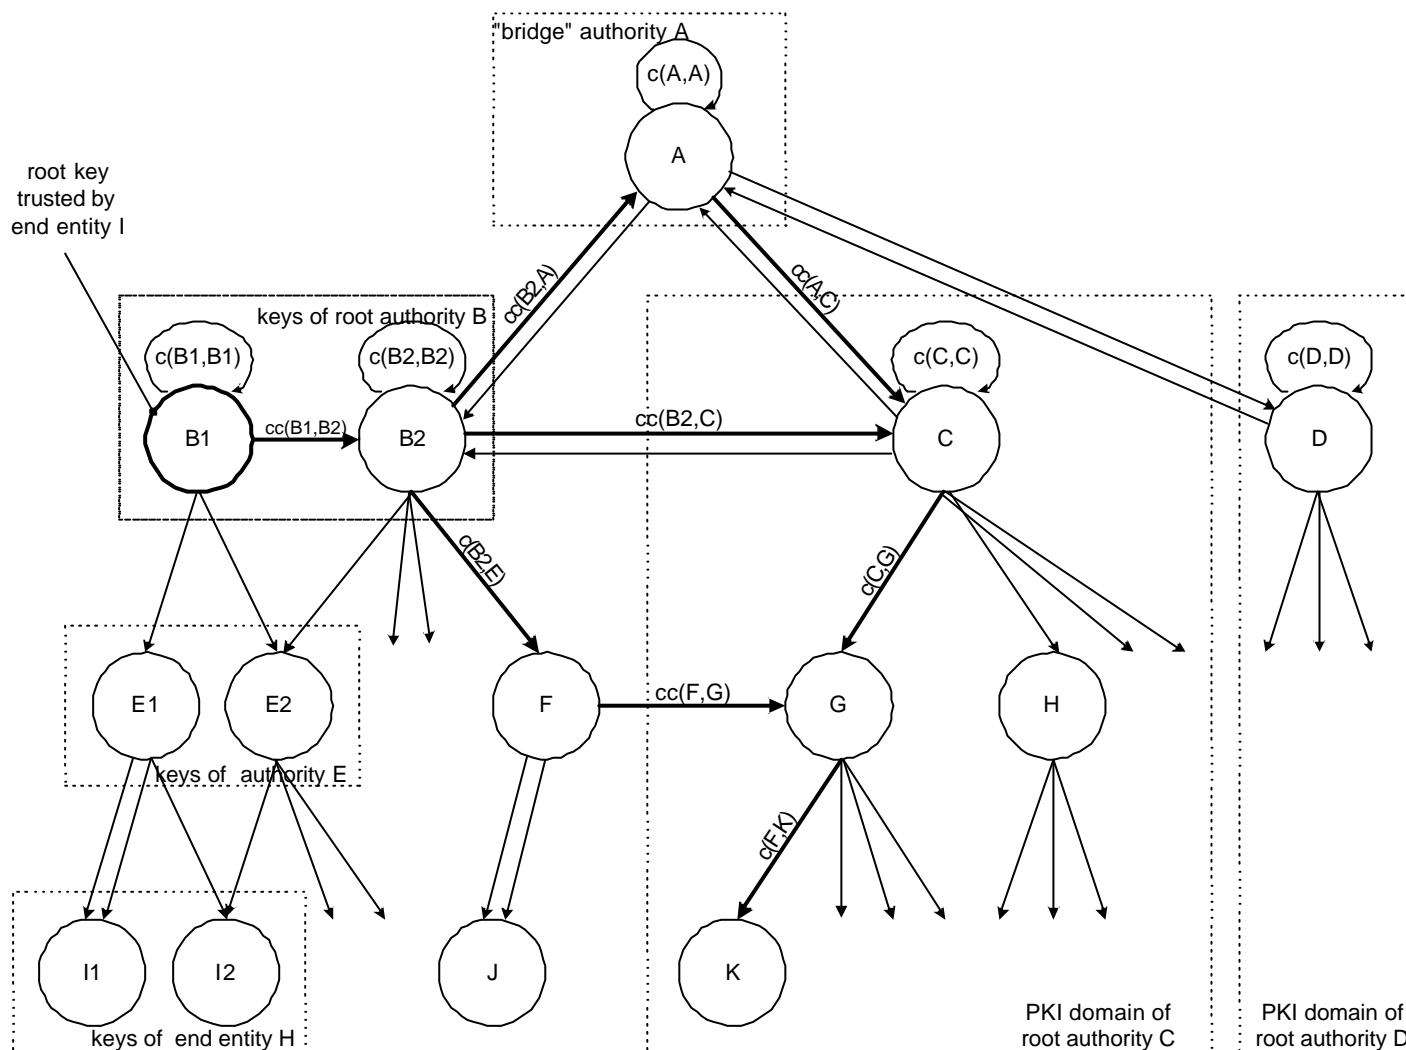 "bridge" authority A
c(A,A)
A
root key
trusted by
end entity I
cc(B2,A)
cc(A,C)
keys of root authority B
c(B1,B1)
c(B2,B2)
c(C,C)
c(D,D)
B1
cc(B1,B2)
B2
cc(B2,C)
C
D
c(B2,E)
c(C,G)
E1
E2
F
cc(F,G)
G
H
keys of authority E
c(F,K)
I1
I2
J
K
keys of end entity H
PKI domain of
root authority C
PKI domain of
root authority D